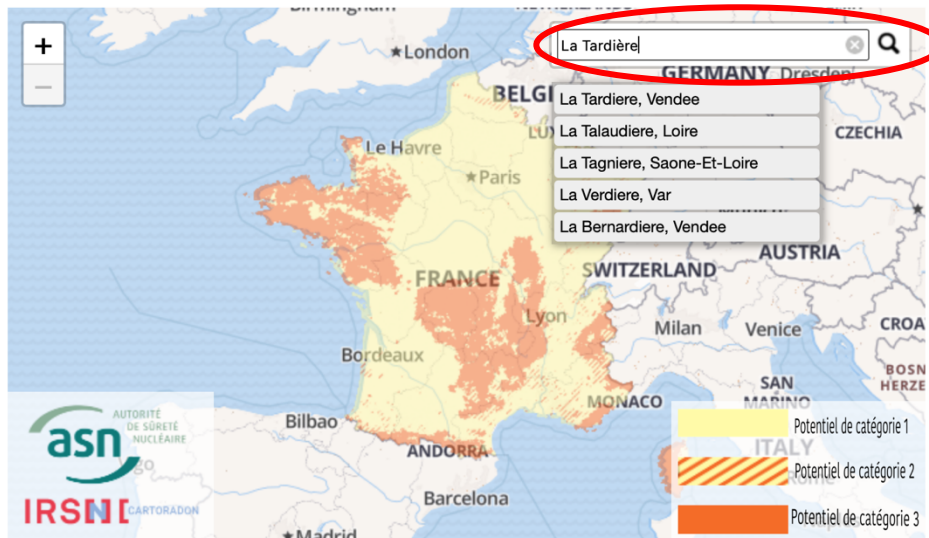 Birmingham
NETHERLANDS
+
London
La Tardière
−
GERMANY
Dresden
BELGI
La Tardiere, Vendee
LUX
La Talaudiere, Loire
CZECHIA
Le Havre
Paris
La Tagniere, Saone-Et-Loire
La Verdiere, Var
La Bernardiere, Vendee
AUSTRIA
FRANCE
SWITZERLAND
Lyon
Milan
Venice
CROA
Bordeaux
BOSN
HERZE
SAN
MARINO
MONACO
Bilbao
ANDORRA
Barcelona
Madrid
asn
AUTORITÉ
DE SÛRETÉ
NUCLÉAIRE
IRSN
CARTORADON
Potentiel de catégorie 1
ITALY
Potentiel de catégorie 2
Rome
Potentiel de catégorie 3